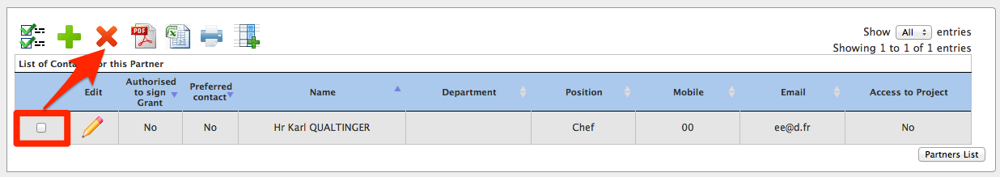 Show All entries
Showing 1 to 1 of 1 entries
PDF
List of Conta or this Partner
Edit
Authorised to sign Grant
Preferred contact
Name
Department
Position
Mobile
Email
Access to Project
No
No
Hr Karl QUALTINGER
Chef
00
ee@d.fr
No
Partners List